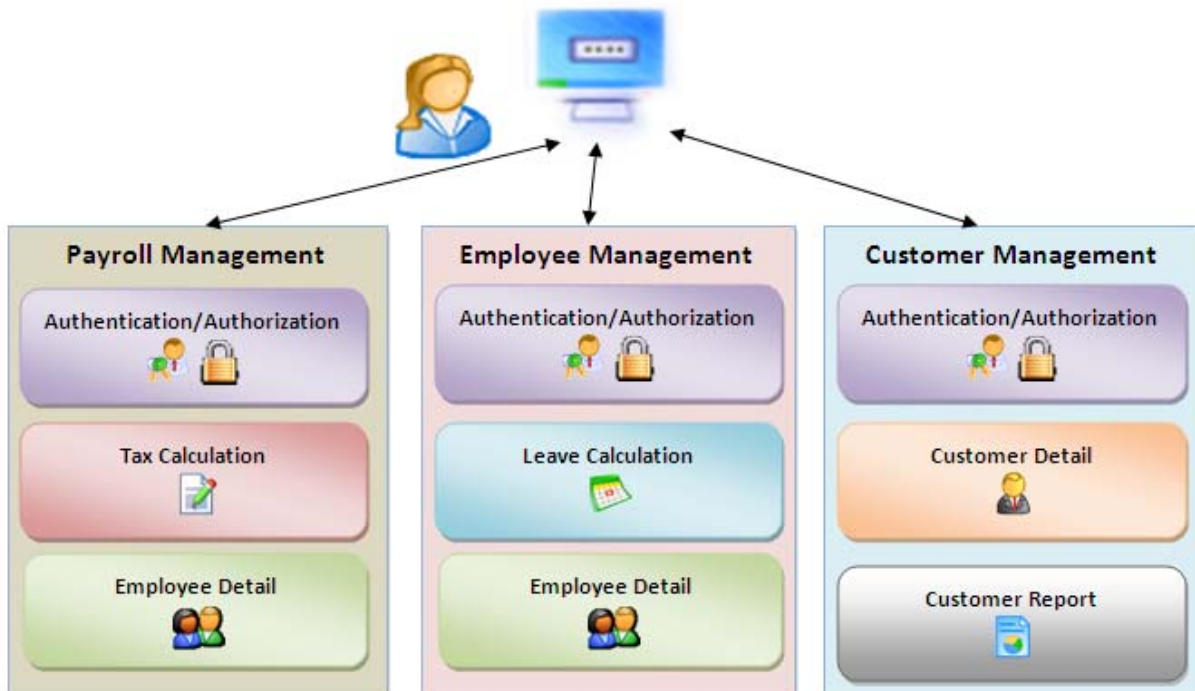 Payroll Management
Authentication/Authorization
Tax Calculation
Employee Detail
Employee Management
Authentication/Authorization
Leave Calculation
Employee Detail
Customer Management
Authentication/Authorization
Customer Detail
Customer Report